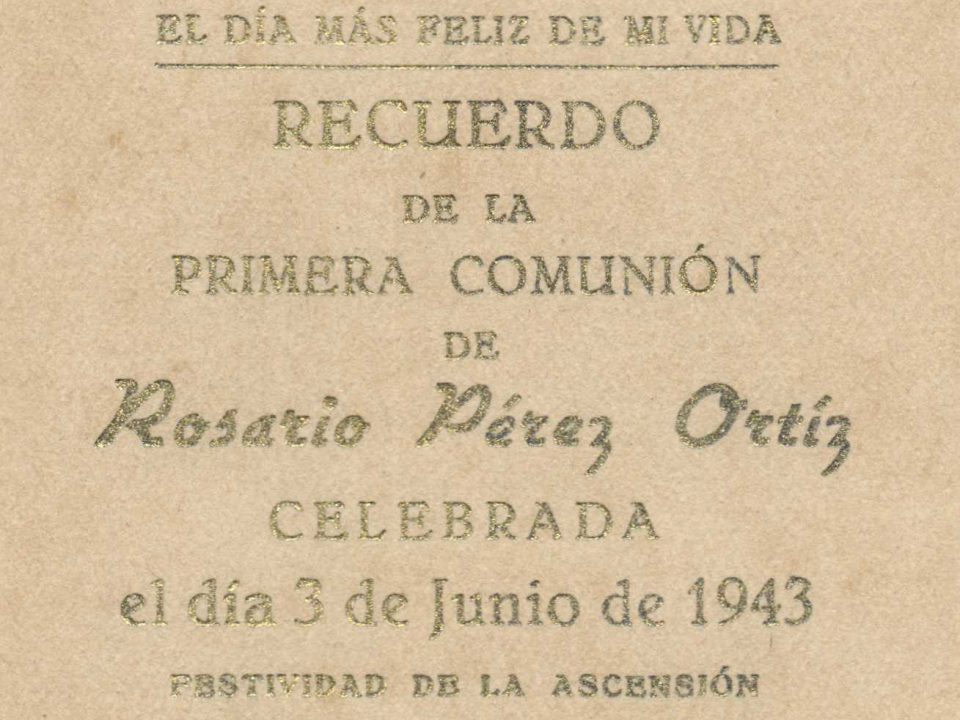 EL DÍA MÁS FELIZ DE MI VIDA
RECUERDO
DE LA
PRIMERA COMUNIÓN
DE
Rosario Pérez Ortíz
CELEBRADA
el día 3 de Junio de 1943
FESTIVIDAD DE LA ASCENSIÓN